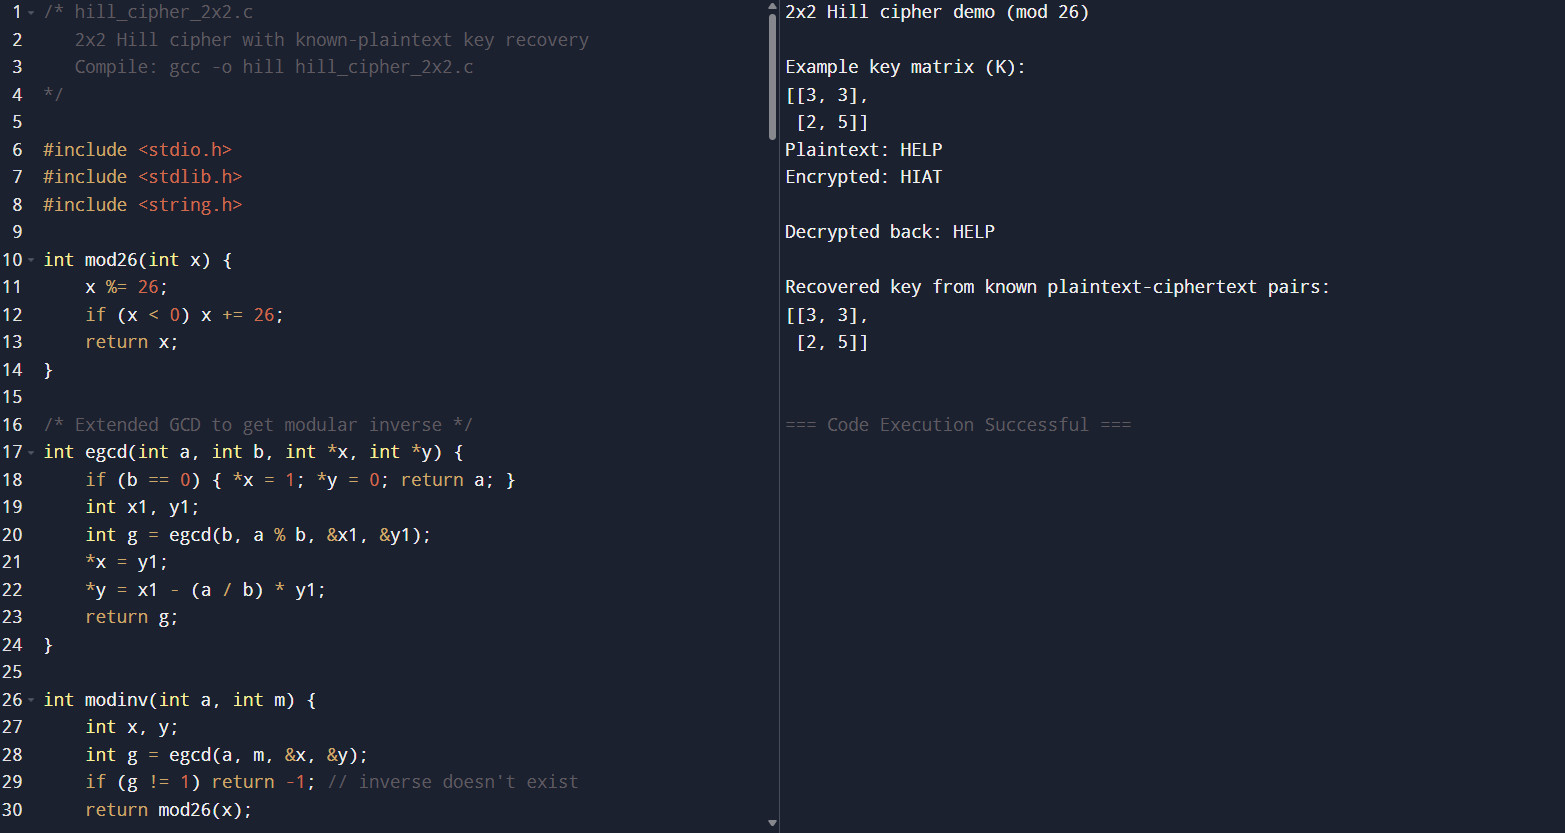 1 /* hill_cipher_2x2.c
2    2x2 Hill cipher with known-plaintext key recovery
3    Compile: gcc -o hill hill_cipher_2x2.c
4 */
5
6 #include <stdio.h>
7 #include <stdlib.h>
8 #include <string.h>
9
10 int mod26(int x) {
11     x %= 26;
12     if (x < 0) x += 26;
13     return x;
14 }
15
16 /* Extended GCD to get modular inverse */
17 int egcd(int a, int b, int *x, int *y) {
18     if (b == 0) { *x = 1; *y = 0; return a; }
19     int x1, y1;
20     int g = egcd(b, a % b, &x1, &y1);
21     *x = y1;
22     *y = x1 - (a / b) * y1;
23     return g;
24 }
25
26 int modinv(int a, int m) {
27     int x, y;
28     int g = egcd(a, m, &x, &y);
29     if (g != 1) return -1; // inverse doesn't exist
30     return mod26(x);
2x2 Hill cipher demo (mod 26)
Example key matrix (K):
[[3, 3],
 [2, 5]]
Plaintext: HELP
Encrypted: HIAT
Decrypted back: HELP
Recovered key from known plaintext-ciphertext pairs:
[[3, 3],
 [2, 5]]
=== Code Execution Successful ===